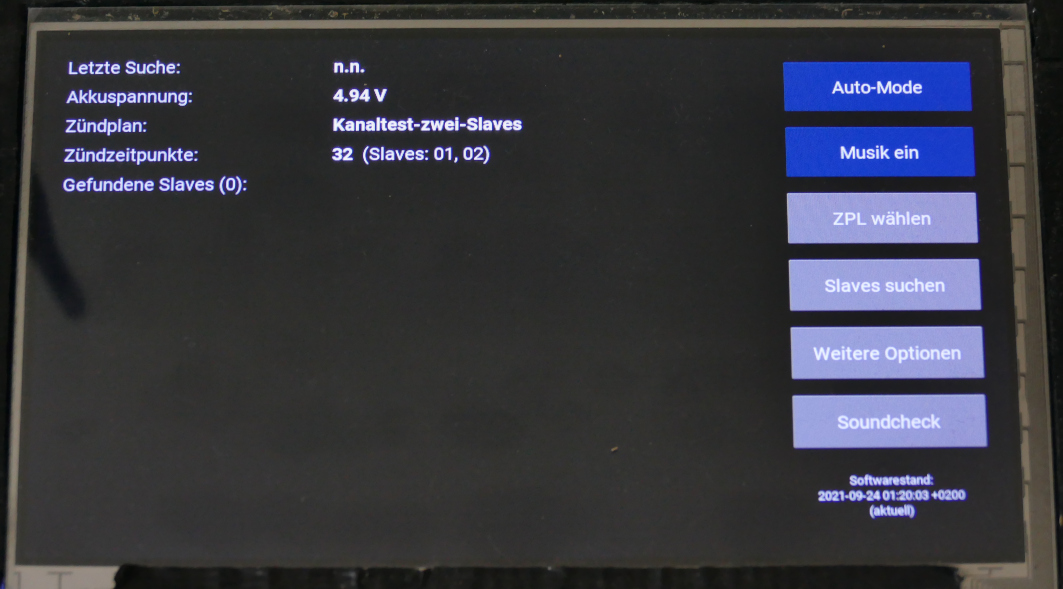 Letzte Suche: n.n.
Akkuspannung: 4.94 V
Zündplan: Kanaltest-zwei-Slaves
Zündzeitpunkte: 32 (Slaves: 01, 02)
Gefundene Slaves (0):
Auto-Mode
Musik ein
ZPL wählen
Slaves suchen
Weitere Optionen
Soundcheck
Softwarestand:
2021-09-24 01:20:03 +0200
(aktuell)